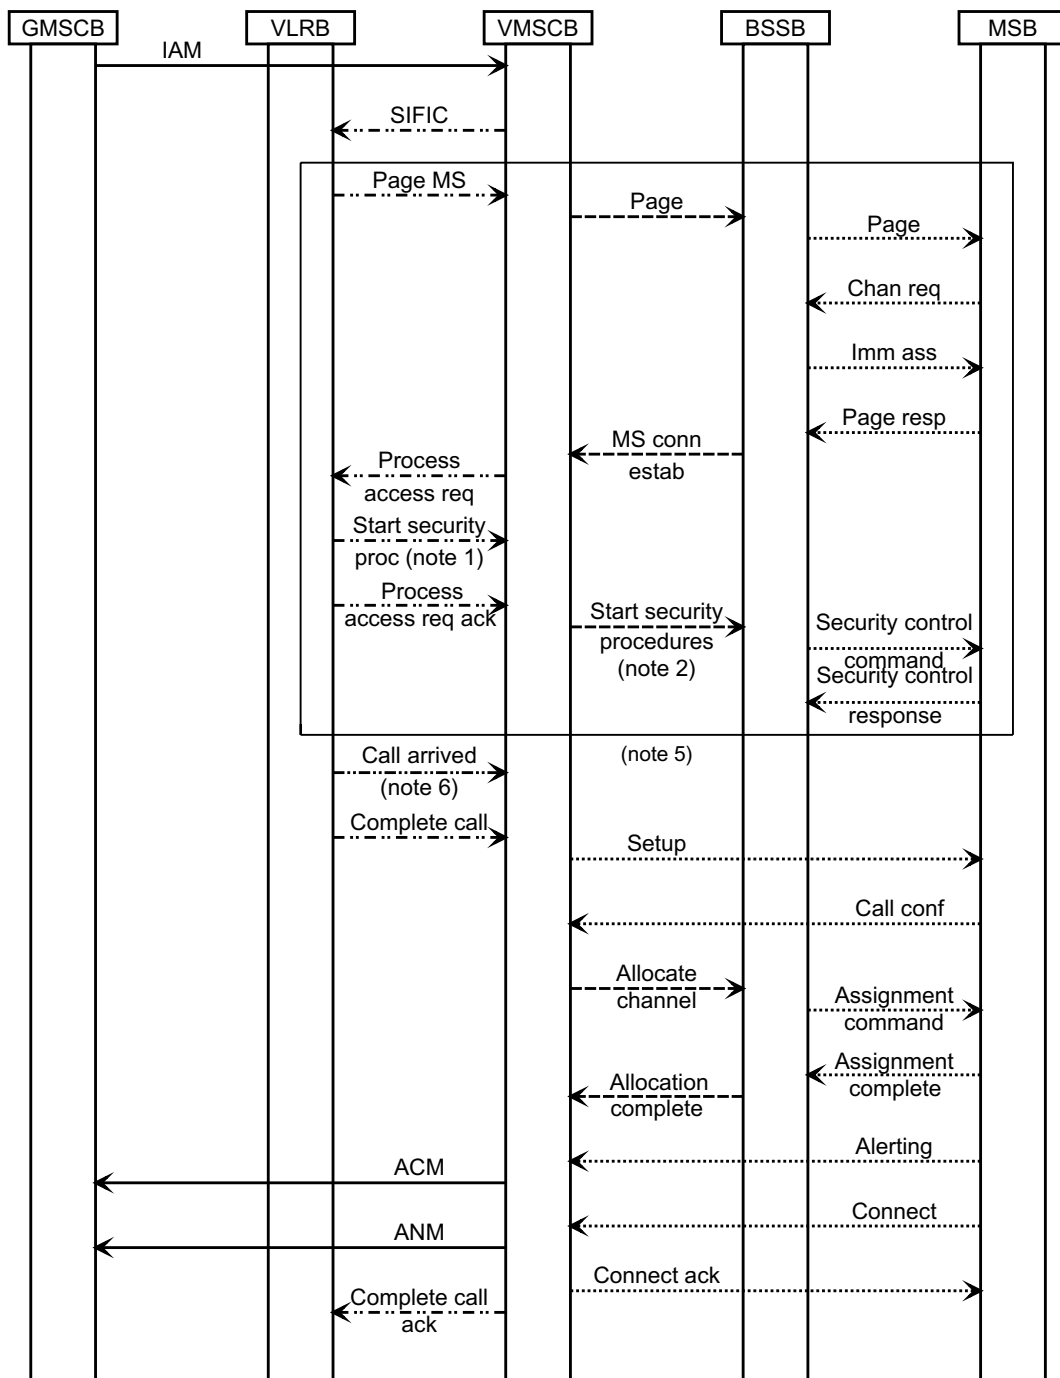 GMSCB
VLRB
VMSCB
BSSB
MSB
IAM
SIFIC
Page MS
Page
Page
Chan req
Imm ass
Page resp
MS conn
estab
Process
access req
Start security
proc (note 1)
Process
access req ack
Start security
procedures
(note 2)
Security control
command
Security control
response
(note 5)
Call arrived
(note 6)
Complete call
Setup
Call conf
Allocate
channel
Assignment
command
Assignment
complete
Allocation
complete
Alerting
ACM
Connect
ANM
Connect ack
Complete call
ack